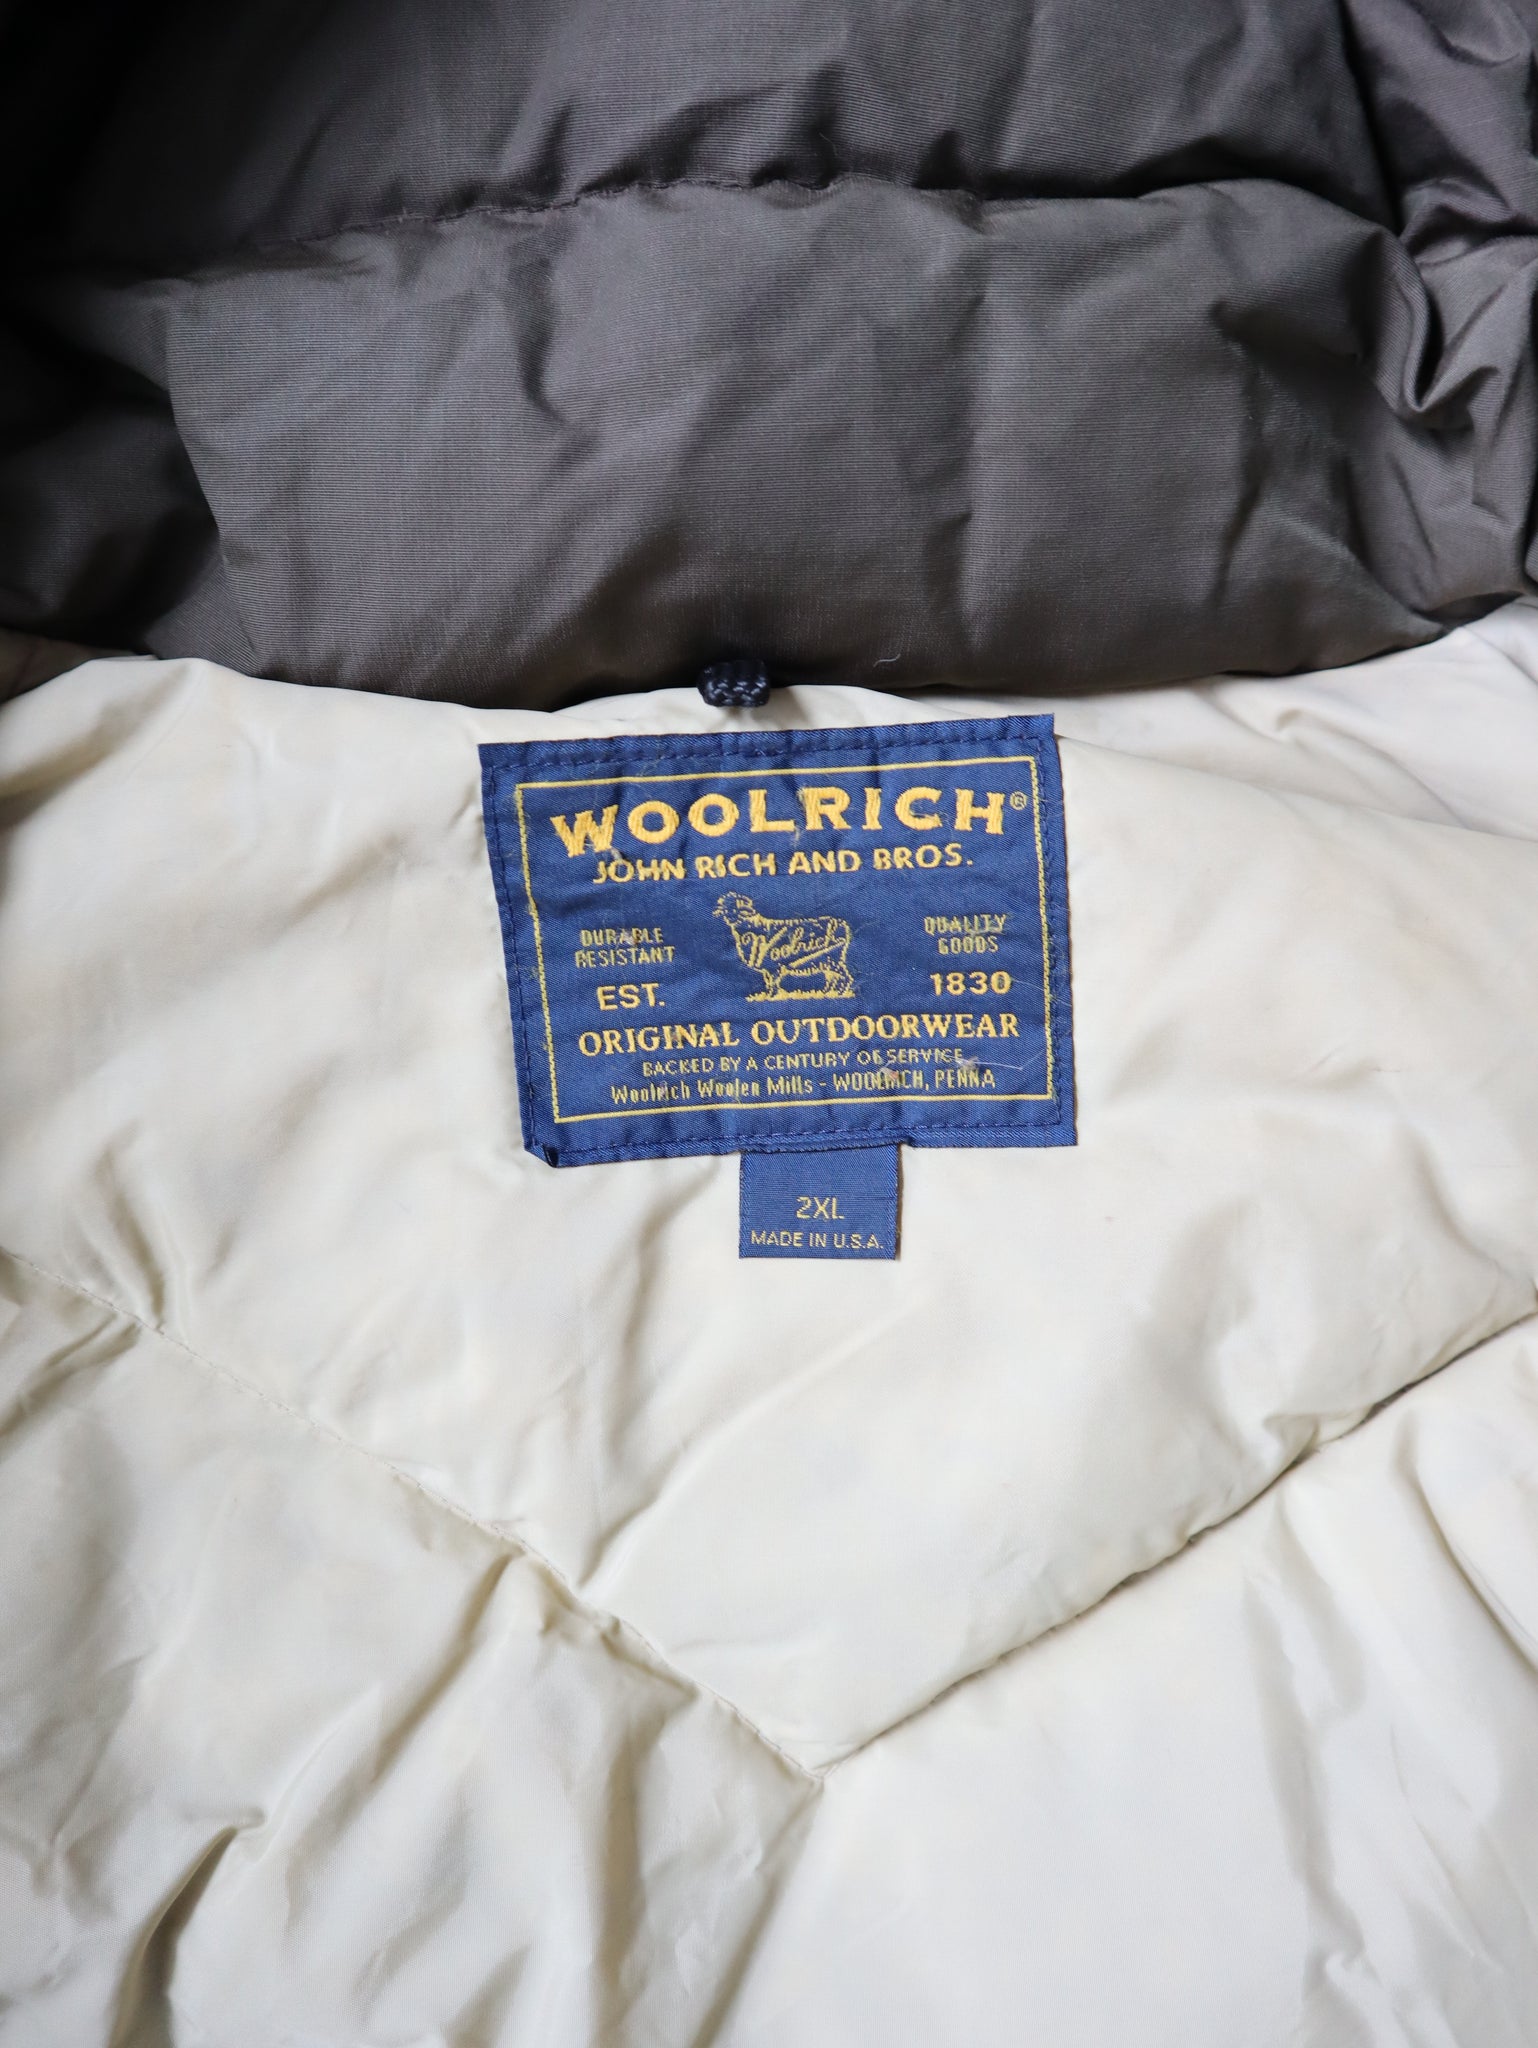 WOOLRICH®
JOHN RICH AND BROS.
DURABLE
RESISTANT
Woolrich
QUALITY
GOODS
EST.
1830
ORIGINAL OUTDOORWEAR
BACKED BY A CENTURY OF SERVICE
Woolrich Woolen Mills - WOOLRICH, PENNA
2XL
MADE IN U.S.A.